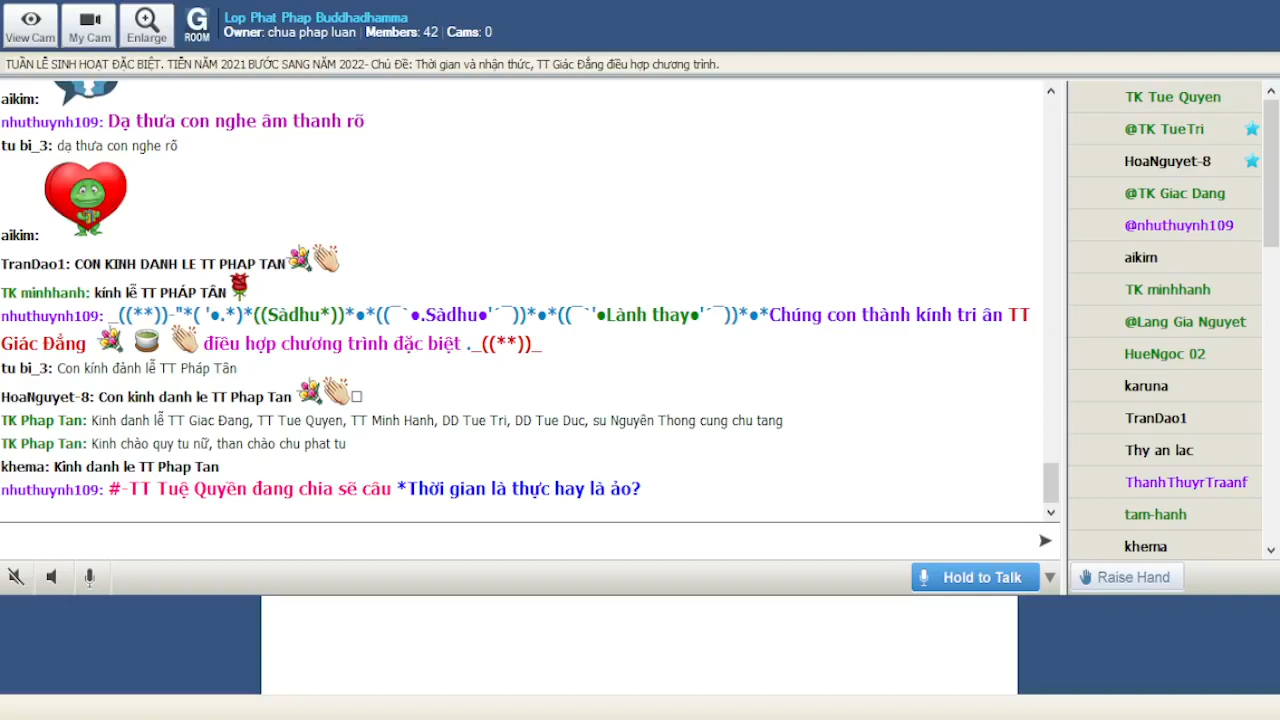 View Cam
My Cam
Enlarge
G
ROOM
Lop Phat Phap Buddhadhamma
Owner: chua phap luan | Members: 42 | Cams: 0
TUẦN LỄ SINH HOẠT ĐẶC BIỆT. TIỄN NĂM 2021 BƯỚC SANG NĂM 2022- Chủ Đề: Thời gian và nhận thức, TT Giác Đẳng điều hợp chương trình.
aikim:
nhuthuynh109: Dạ thưa con nghe âm thanh rõ
tu bi_3: dạ thưa con nghe rõ
aikim:
TranDao1: CON KINH DANH LE TT PHAP TAN
TK minhhanh: kính lễ TT PHÁP TÂN
nhuthuynh109: _((**))-"*( '●.*)*((Sàdhu*))*●*((¯`●.Sàdhu●'´¯))*●*((¯`'●Lành thay●'´¯))*●*Chúng con thành kính tri ân TT
Giác Đẳng điều hợp chương trình đặc biệt ._((**))_
tu bi_3: Con kính đảnh lễ TT Pháp Tân
HoaNguyet-8: Con kinh danh le TT Phap Tan
TK Phap Tan: Kinh danh lễ TT Giac Đang, TT Tue Quyen, TT Minh Hanh, DD Tue Tri, DD Tue Duc, su Nguyên Thong cung chu tang
TK Phap Tan: Kinh chào quy tu nữ, than chào chu phat tu
khema: Kinh danh le TT Phap Tan
nhuthuynh109: #-TT Tuệ Quyền đang chia sẽ câu *Thời gian là thực hay là ảo?
Hold to Talk
TK Tue Quyen
@TK TueTri
HoaNguyet-8
@TK Giac Dang
@nhuthuynh109
aikim
TK minhhanh
@Lang Gia Nguyet
HueNgoc 02
karuna
TranDao1
Thy an lac
ThanhThuyrTraanf
tam-hanh
khema
Raise Hand